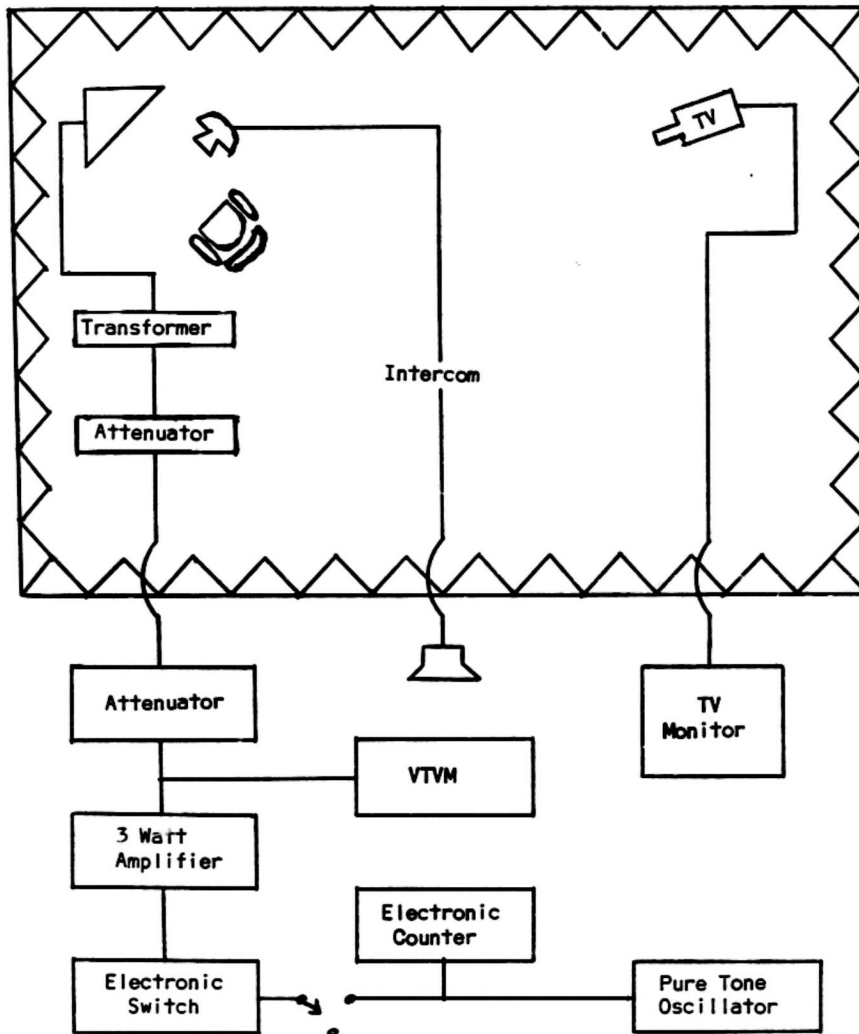 TV
Transformer
Intercom
Attenuator
Attenuator
TV
Monitor
VTVM
3 Watt
Amplifier
Electronic
Counter
Electronic
Switch
Pure Tone
Oscillator